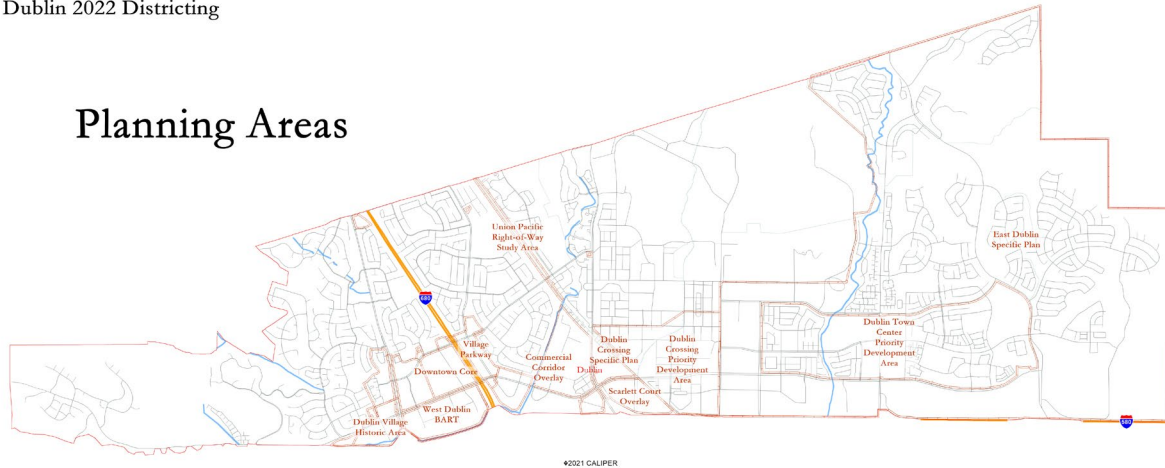 Dublin 2022 Districting
Planning Areas
Union Pacific
Right-of-Way
Study Area
East Dublin
Specific Plan
680
Village
Parkway
Downtown Core
Commercial
Corridor
Overlay
Dublin
Crossing
Specific Plan
Dublin
Dublin
Crossing
Priority
Development
Area
Dublin Town
Center
Priority
Development
Area
Scarlett Court
Overlay
West Dublin
BART
Dublin Village
Historic Area
580
©2021 CALIPER